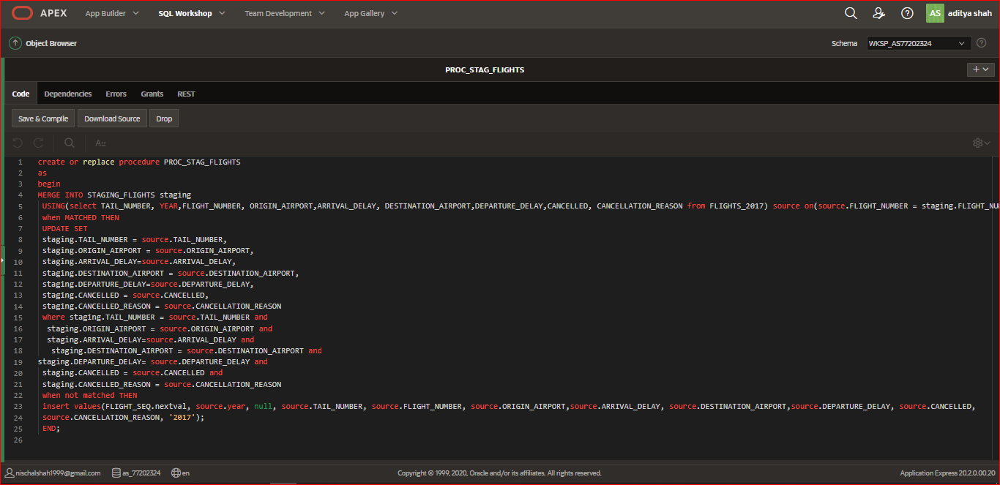 APEX App Builder SQL Workshop Team Development App Gallery AS aditya shah
Object Browser Schema WKSP_AS77202324
PROC_STAG_FLIGHTS
Code Dependencies Errors Grants REST
Save & Compile Download Source Drop
1 create or replace procedure PROC_STAG_FLIGHTS
2 as
3 begin
4 MERGE INTO STAGING_FLIGHTS staging
5 USING(select TAIL_NUMBER, YEAR,FLIGHT_NUMBER, ORIGIN_AIRPORT,ARRIVAL_DELAY, DESTINATION_AIRPORT,DEPARTURE_DELAY,CANCELLED, CANCELLATION_REASON from FLIGHTS_2017) source on(source.FLIGHT_NUMBER = staging.FLIGHT_NU
6 when MATCHED THEN
7 UPDATE SET
8 staging.TAIL_NUMBER = source.TAIL_NUMBER,
9 staging.ORIGIN_AIRPORT = source.ORIGIN_AIRPORT,
10 staging.ARRIVAL_DELAY=source.ARRIVAL_DELAY,
11 staging.DESTINATION_AIRPORT = source.DESTINATION_AIRPORT,
12 staging.DEPARTURE_DELAY=source.DEPARTURE_DELAY,
13 staging.CANCELLED = source.CANCELLED,
14 staging.CANCELLED_REASON = source.CANCELLATION_REASON
15 where staging.TAIL_NUMBER = source.TAIL_NUMBER and
16 staging.ORIGIN_AIRPORT = source.ORIGIN_AIRPORT and
17 staging.ARRIVAL_DELAY=source.ARRIVAL_DELAY and
18 staging.DESTINATION_AIRPORT = source.DESTINATION_AIRPORT and
19 staging.DEPARTURE_DELAY= source.DEPARTURE_DELAY and
20 staging.CANCELLED = source.CANCELLED and
21 staging.CANCELLED_REASON = source.CANCELLATION_REASON
22 when not matched THEN
23 insert values(FLIGHT_SEQ.nextval, source.year, null, source.TAIL_NUMBER, source.FLIGHT_NUMBER, source.ORIGIN_AIRPORT,source.ARRIVAL_DELAY, source.DESTINATION_AIRPORT,source.DEPARTURE_DELAY, source.CANCELLED,
24 source.CANCELLATION_REASON, '2017');
25 END;
26
nischalshah1999@gmail.com as_77202324 en Copyright © 1999, 2020, Oracle and/or its affiliates. All rights reserved. Application Express 20.2.0.00.20